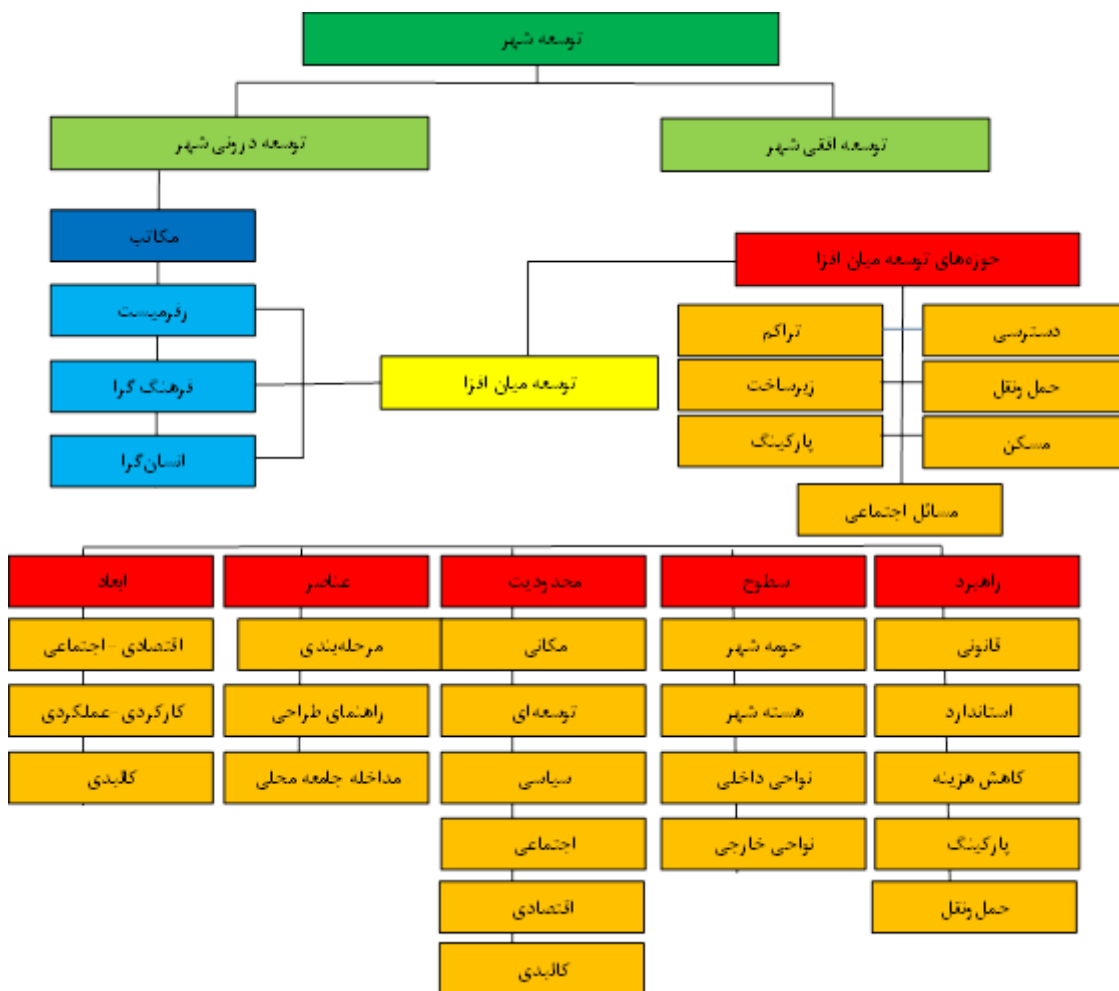 توسعه شهر
توسعه افقی شهر
توسعه درونی شهر
مکاتب
رفرمیست
فرهنگ گرا
انسان‌گرا
توسعه میان افزا
حوزه‌های توسعه میان افزا
دسترسی
تراکم
حمل ونقل
زیرساخت
مسکن
پارکینگ
مسائل اجتماعی
راهبرد
قانونی
استاندارد
کاهش هزینه
پارکینگ
حمل ونقل
سطوح
حومه شهر
هسته شهر
نواحی داخلی
نواحی خارجی
محدودیت
مکانی
توسعه‌ای
سیاسی
اجتماعی
اقتصادی
کالبدی
عناصر
مرحله‌بندی
راهنمای طراحی
مداخله جامعه محلی
ابعاد
اقتصادی -اجتماعی
کارکردی-عملکردی
کالبدی